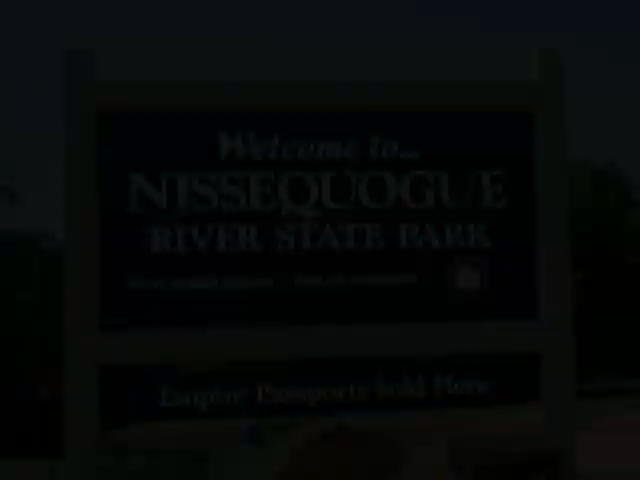 Welcome to...
NISSEQUOGUE
RIVER STATE PARK
Empire Passports Sold Here